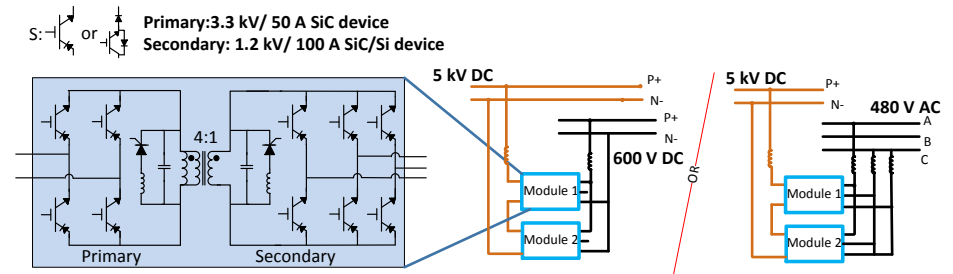 S: or
Primary:3.3 kV/ 50 A SiC device
Secondary: 1.2 kV/ 100 A SiC/Si device
4:1
Primary
Secondary
5 kV DC
P+
N-
P+
N-
600 V DC
Module 1
Module 2
OR
5 kV DC
P+
N-
480 V AC
A
B
C
Module 1
Module 2